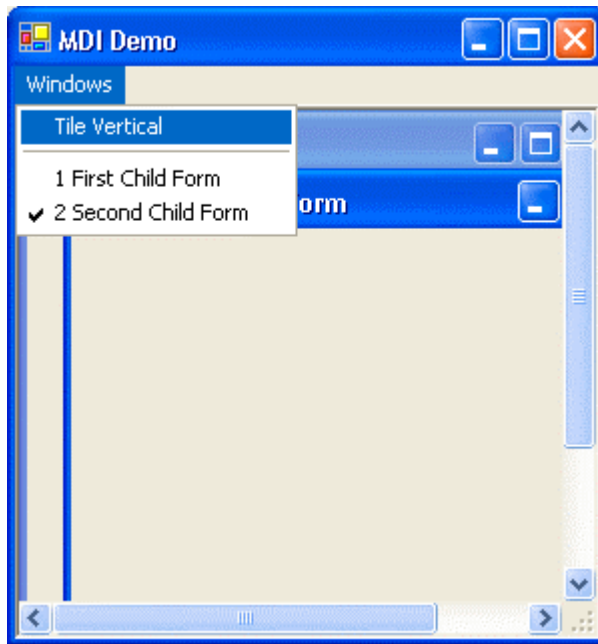 MDI Demo
Windows
Tile Vertical
1 First Child Form
2 Second Child Form
orm